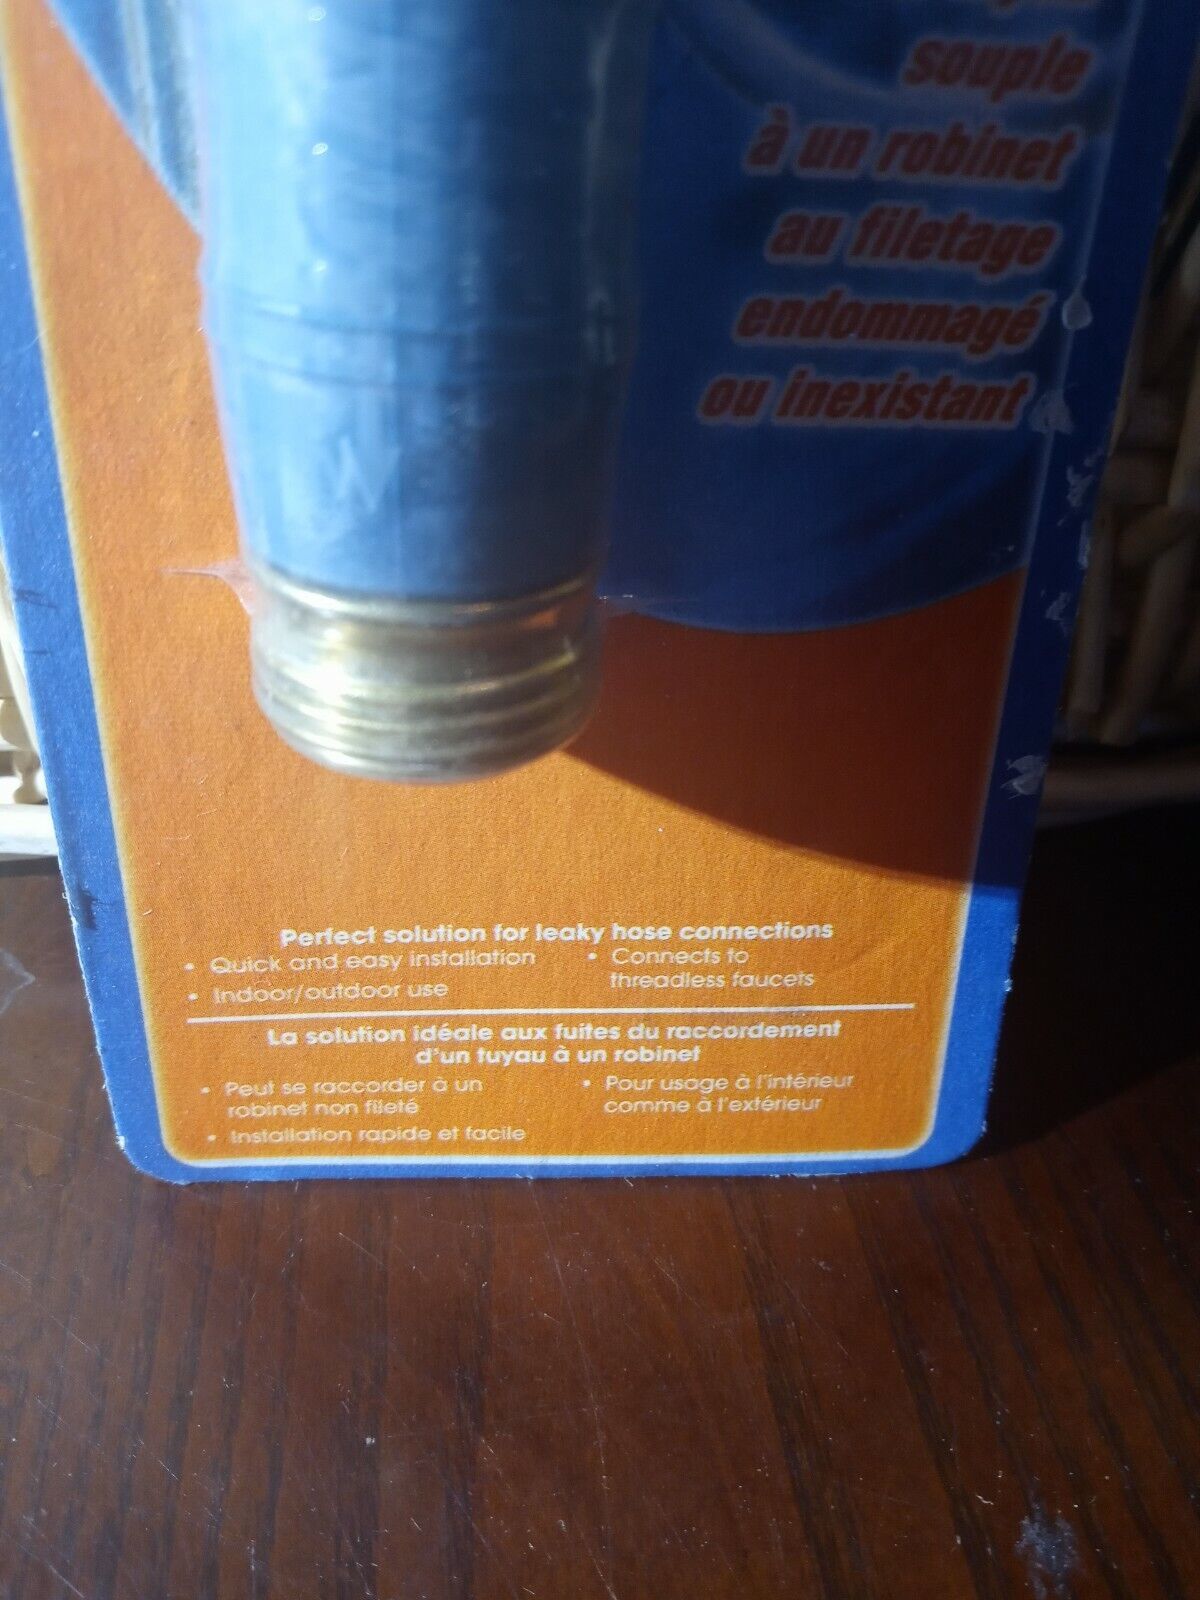 souple
à un robinet
au filetage
endommagé
ou inexistant
Perfect solution for leaky hose connections
• Quick and easy installation
• Indoor/outdoor use
• Connects to
threadless faucets
La solution idéale aux fuites du raccordement
d'un tuyau à un robinet
• Peut se raccorder à un
robinet non fileté
• Installation rapide et facile
• Pour usage à l'intérieur
comme à l'extérieur